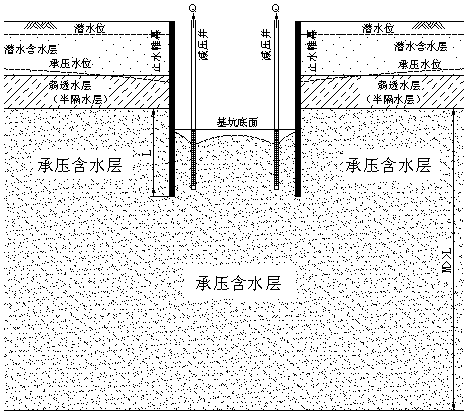 Q
Q
潜水位
止水帷幕
减压井
减压井
止水帷幕
潜水位
潜水含水层
潜水含水层
承压水位
承压水位
弱透水层
(半隔水层)
弱透水层
(半隔水层)
基坑底面
承压含水层
L
承压含水层
L<M
承压含水层